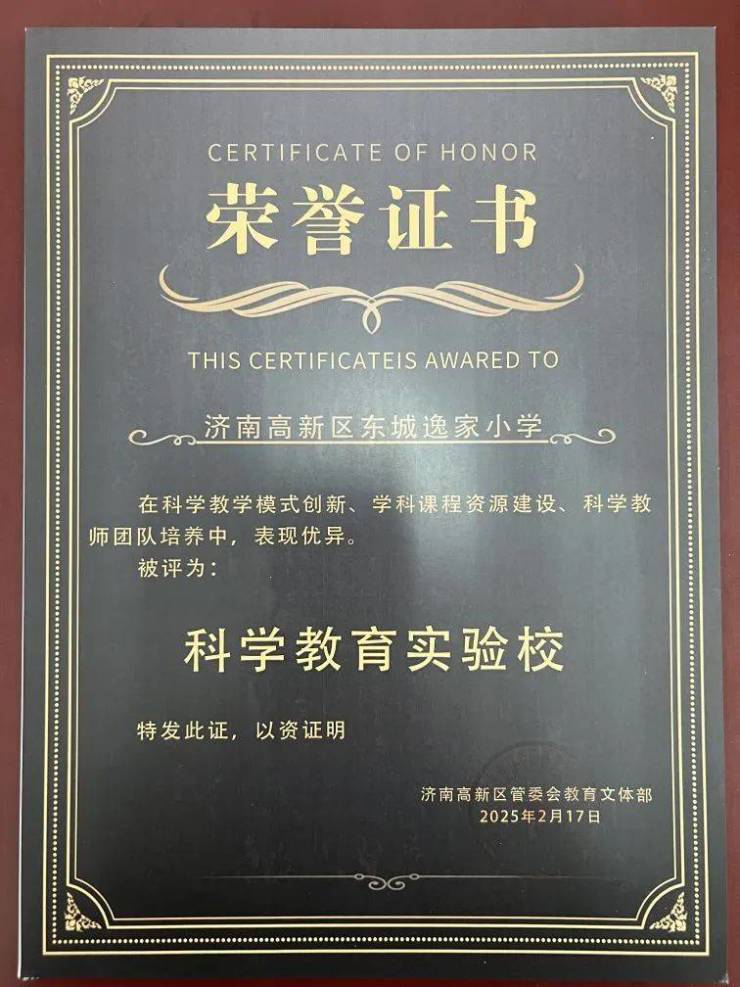 CERTIFICATE OF HONOR
荣誉证书
THIS CERTIFICATEIS AWARED TO
济南高新区东城逸家小学
在科学教学模式创新、学科课程资源建设、科学教
师团队培养中，表现优异。
被评为：
科学教育实验校
特发此证，以资证明
济南高新区管委会教育文体部
2025年2月17日